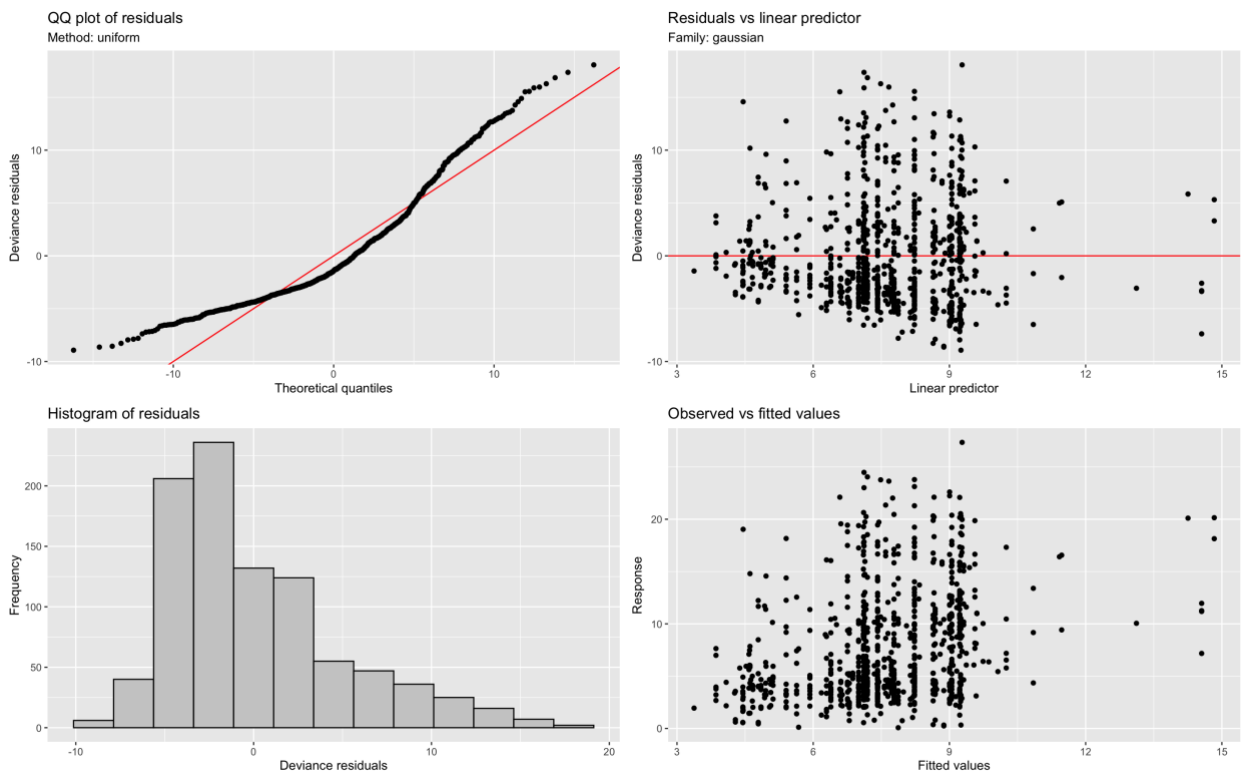 QQ plot of residuals
Method: uniform
Deviance residuals
10
0
-10
-10
0
10
Theoretical quantiles
Residuals vs linear predictor
Family: gaussian
Deviance residuals
10
0
-10
3
6
9
12
15
Linear predictor
Histogram of residuals
Frequency
200
150
100
50
0
-10
0
10
20
Deviance residuals
Observed vs fitted values
Response
20
10
0
3
6
9
12
15
Fitted values